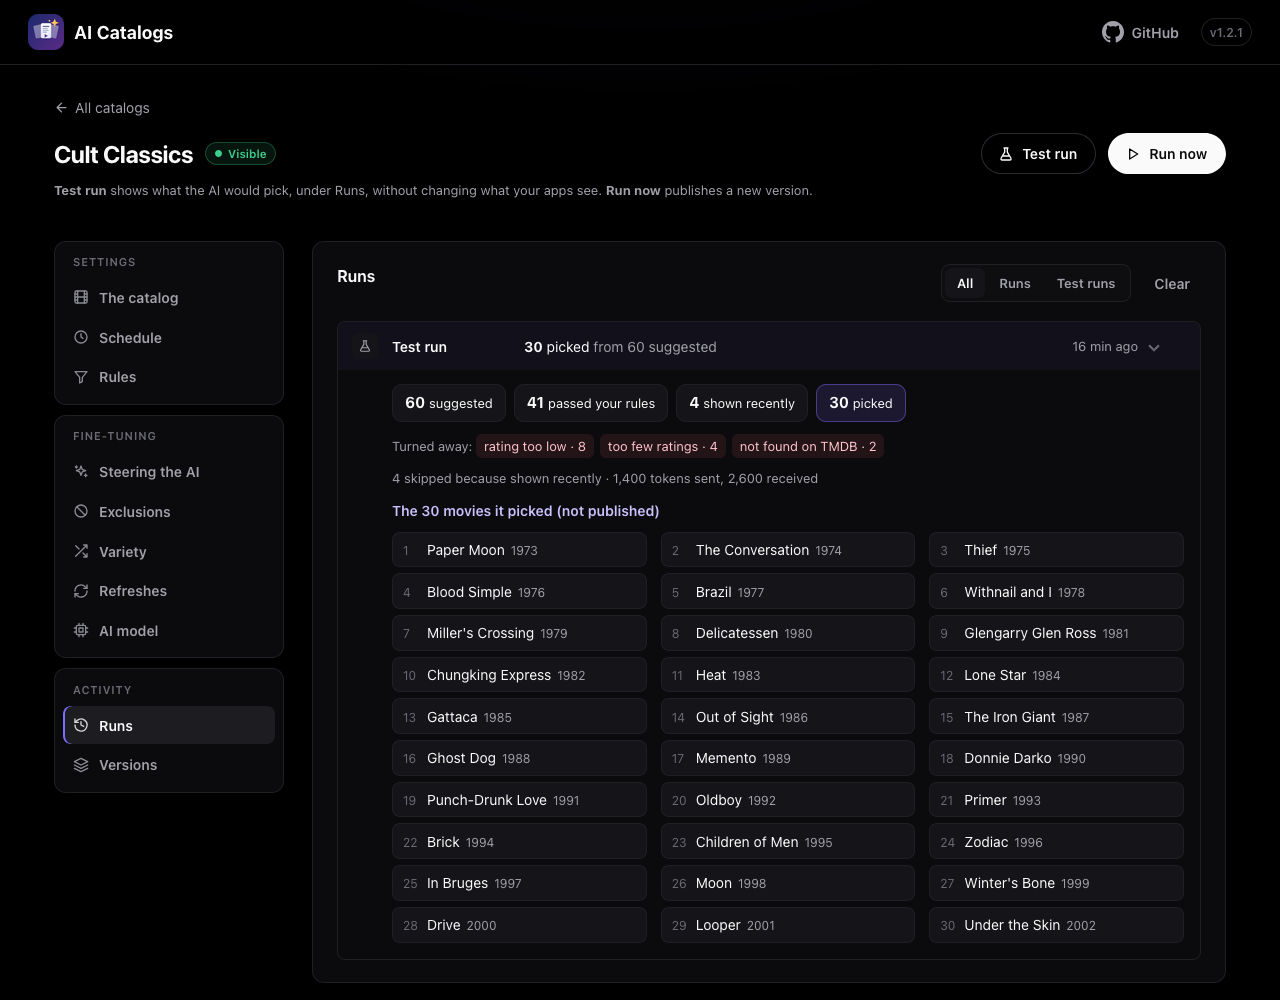 AI Catalogs
GitHub
v1.2.1
All catalogs
Cult Classics
Visible
Test run
Run now
Test run shows what the AI would pick, under Runs, without changing what your apps see. Run now publishes a new version.
SETTINGS
The catalog
Schedule
Rules
FINE-TUNING
Steering the AI
Exclusions
Variety
Refreshes
AI model
ACTIVITY
Runs
Versions
Runs
All Runs Test runs
Clear
Test run 30 picked from 60 suggested 16 min ago
60 suggested 41 passed your rules 4 shown recently 30 picked
Turned away: rating too low · 8 too few ratings · 4 not found on TMDB · 2
4 skipped because shown recently · 1,400 tokens sent, 2,600 received
The 30 movies it picked (not published)
1 Paper Moon 1973
2 The Conversation 1974
3 Thief 1975
4 Blood Simple 1976
5 Brazil 1977
6 Withnail and I 1978
7 Miller's Crossing 1979
8 Delicatessen 1980
9 Glengarry Glen Ross 1981
10 Chungking Express 1982
11 Heat 1983
12 Lone Star 1984
13 Gattaca 1985
14 Out of Sight 1986
15 The Iron Giant 1987
16 Ghost Dog 1988
17 Memento 1989
18 Donnie Darko 1990
19 Punch-Drunk Love 1991
20 Oldboy 1992
21 Primer 1993
22 Brick 1994
23 Children of Men 1995
24 Zodiac 1996
25 In Bruges 1997
26 Moon 1998
27 Winter's Bone 1999
28 Drive 2000
29 Looper 2001
30 Under the Skin 2002